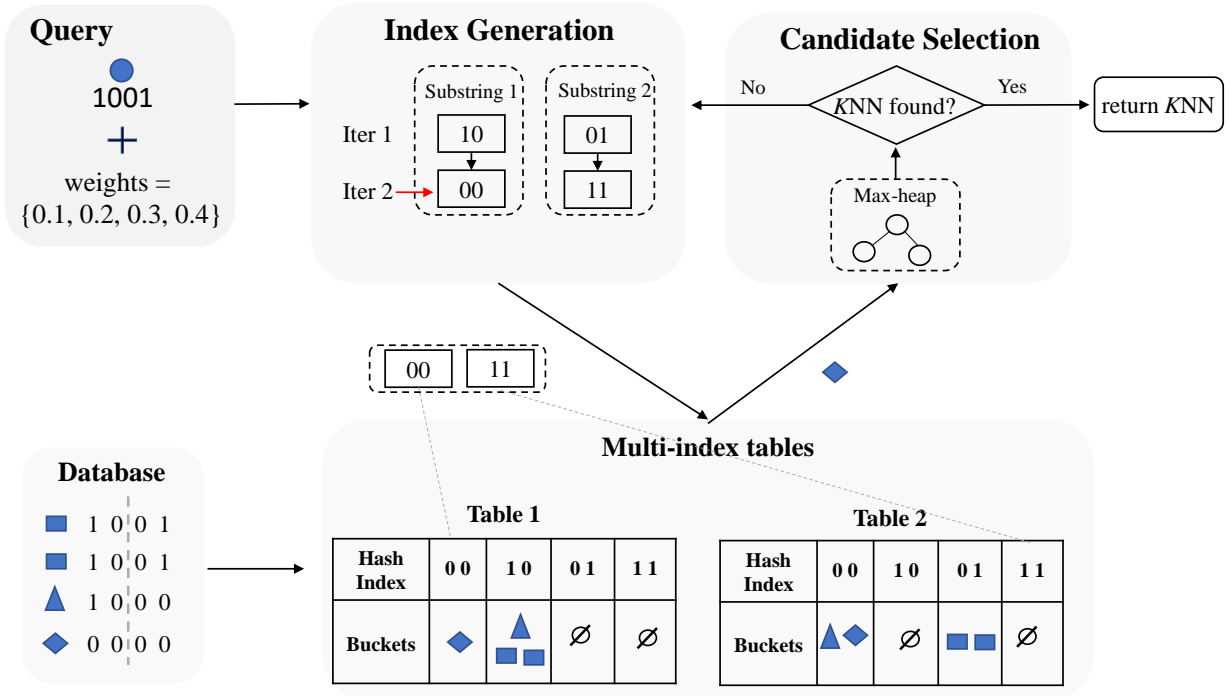 Query
1001
+
weights =
{0.1, 0.2, 0.3, 0.4}
Index Generation
Substring 1
Substring 2
Iter 1
10
01
Iter 2
00
11
Candidate Selection
No
KNN found?
Yes
return KNN
Max-heap
00
11
Database
1 0 0 1
1 0 0 1
1 0 0 0
0 0 0 0
Multi-index tables
Table 1
Hash Index
0 0
1 0
0 1
1 1
Buckets
∅
∅
Table 2
Hash Index
0 0
1 0
0 1
1 1
Buckets
∅
∅